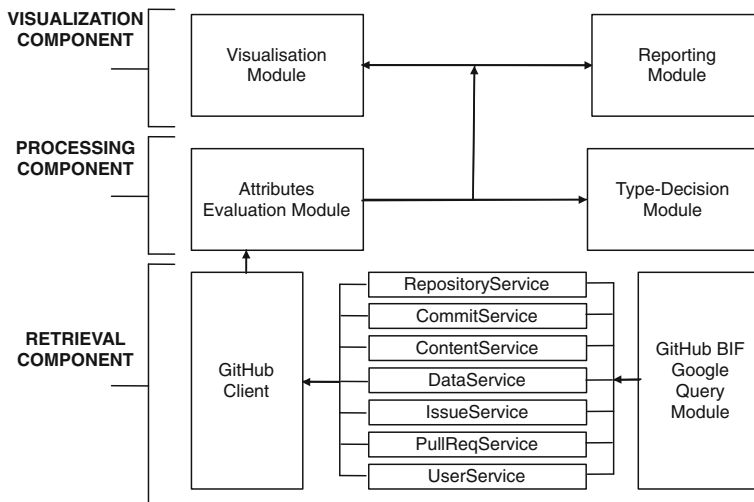 VISUALIZATION
COMPONENT
Visualisation
Module
Reporting
Module
PROCESSING
COMPONENT
Attributes
Evaluation Module
Type-Decision
Module
RETRIEVAL
COMPONENT
GitHub
Client
RepositoryService
CommitService
ContentService
DataService
IssueService
PullReqService
UserService
GitHub BIF
Google
Query
Module